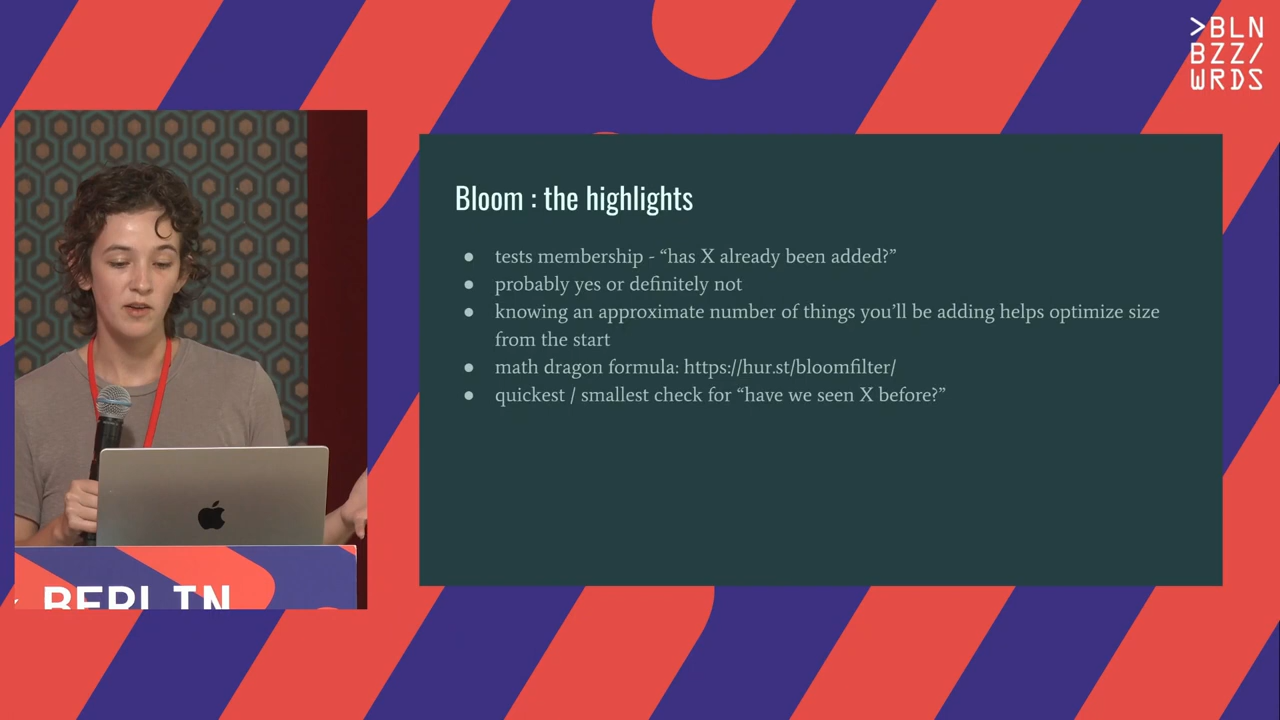 >BLN
BZZ/
WRDS
Bloom : the highlights
● tests membership - “has X already been added?”
● probably yes or definitely not
● knowing an approximate number of things you’ll be adding helps optimize size
from the start
● math dragon formula: https://hur.st/bloomfilter/
● quickest / smallest check for “have we seen X before?”
BERLIN